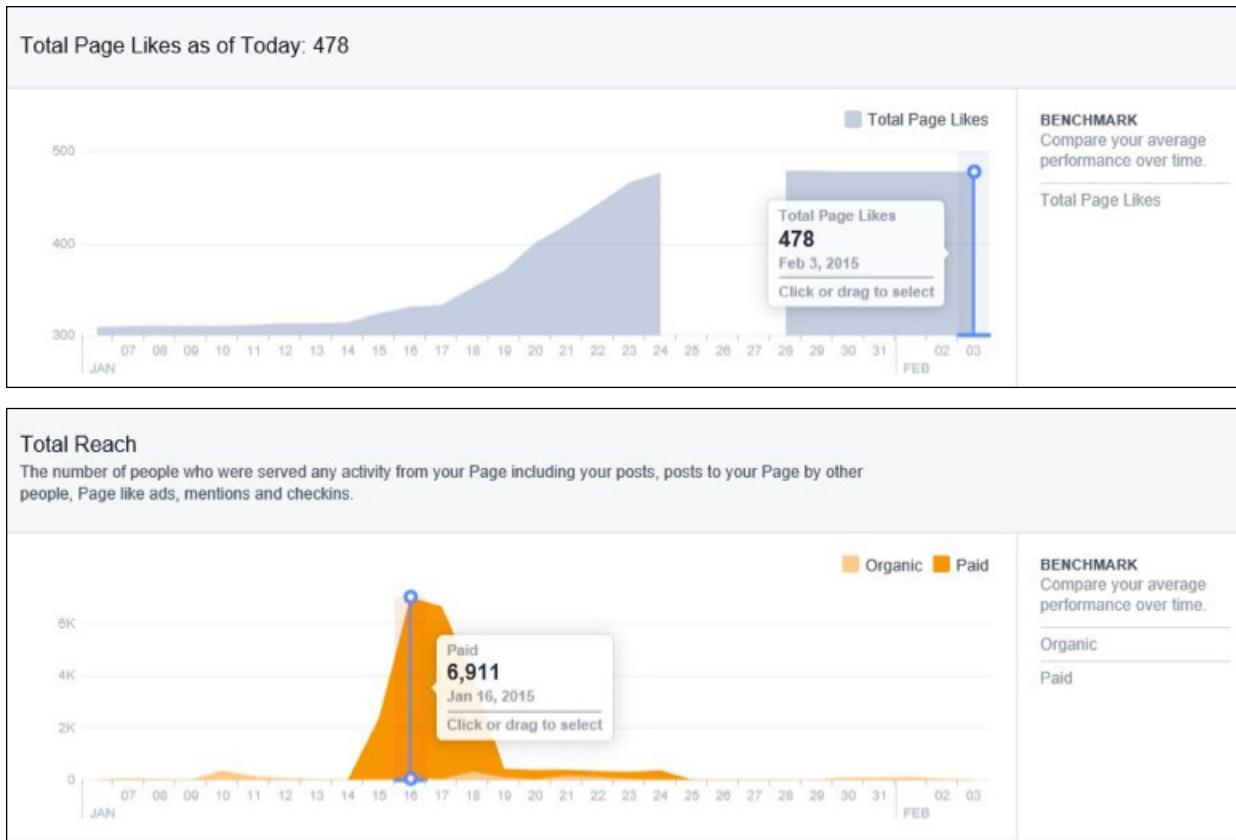 Total Page Likes as of Today: 478
Total Page Likes
BENCHMARK
Compare your average
performance over time.
Total Page Likes
500
400
300
Total Page Likes
478
Feb 3, 2015
Click or drag to select
07 08 09 10 11 12 13 14 15 16 17 18 19 20 21 22 23 24 25 26 27 28 29 30 31 02 03
JAN FEB
Total Reach
The number of people who were served any activity from your Page including your posts, posts to your Page by other
people, Page like ads, mentions and checkins.
Organic Paid
BENCHMARK
Compare your average
performance over time.
Organic
Paid
6K
4K
2K
0
Paid
6,911
Jan 16, 2015
Click or drag to select
07 08 09 10 11 12 13 14 15 16 17 18 19 20 21 22 23 24 25 26 27 28 29 30 31 02 03
JAN FEB